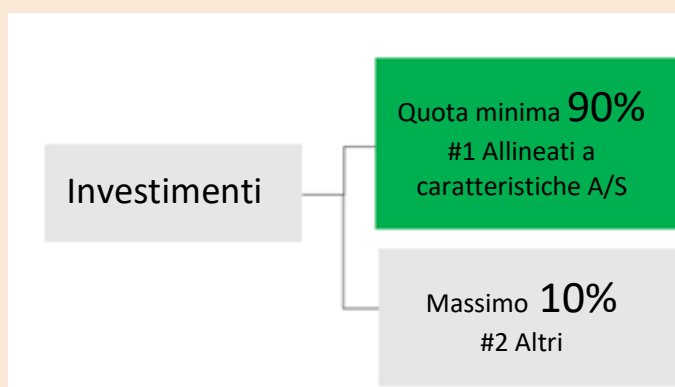 Investimenti
Quota minima 90%
#1 Allineati a
caratteristiche A/S
Massimo 10%
#2 Altri